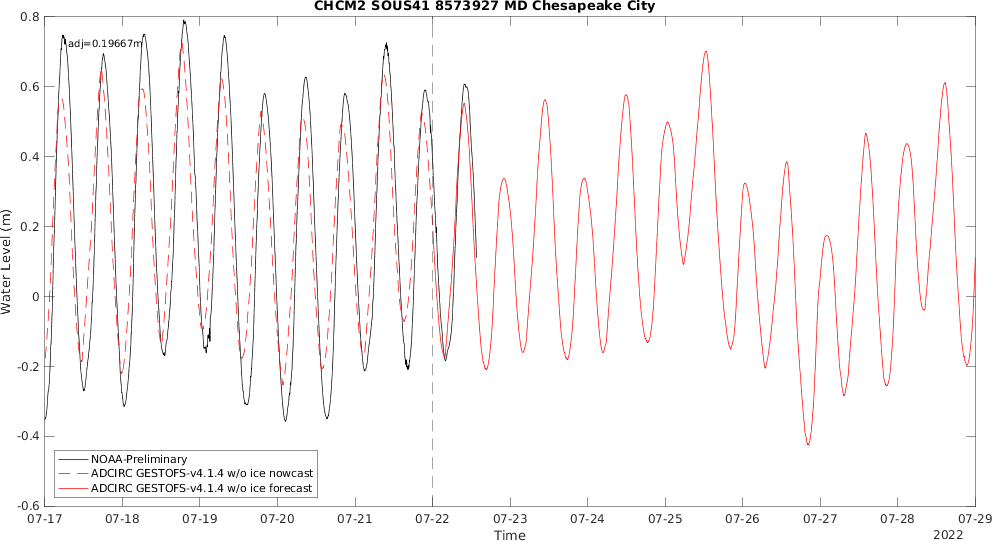 CHCM2 SOUS41 8573927 MD Chesapeake City
adj=0.19667m
Water Level (m)
0.8
0.6
0.4
0.2
0
-0.2
-0.4
-0.6
NOAA-Preliminary
ADCIRC GESTOFS-v4.1.4 w/o ice nowcast
ADCIRC GESTOFS-v4.1.4 w/o ice forecast
07-17 07-18 07-19 07-20 07-21 07-22 07-23 07-24 07-25 07-26 07-27 07-28 07-29
Time
2022